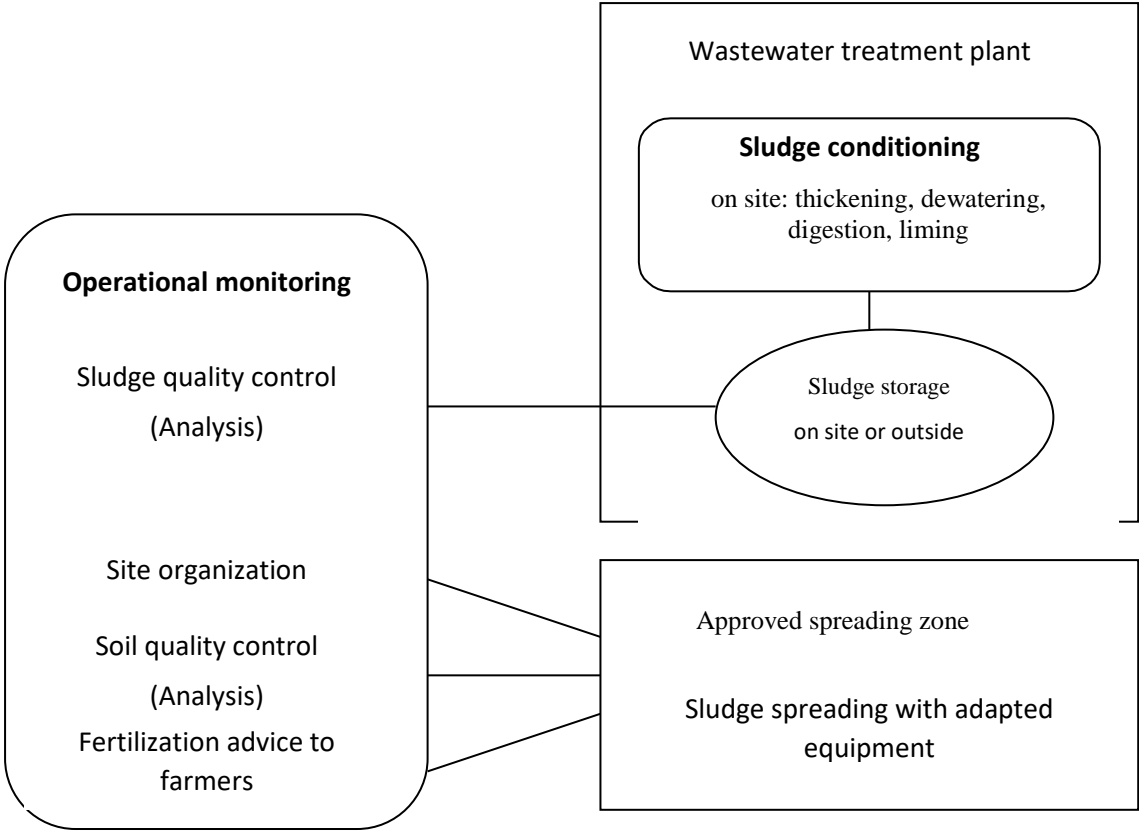 Wastewater treatment plant
Sludge conditioning
on site: thickening, dewatering,
digestion, liming
Sludge storage
on site or outside
Operational monitoring
Sludge quality control
(Analysis)
Site organization
Soil quality control
(Analysis)
Fertilization advice to
farmers
Approved spreading zone
Sludge spreading with adapted
equipment